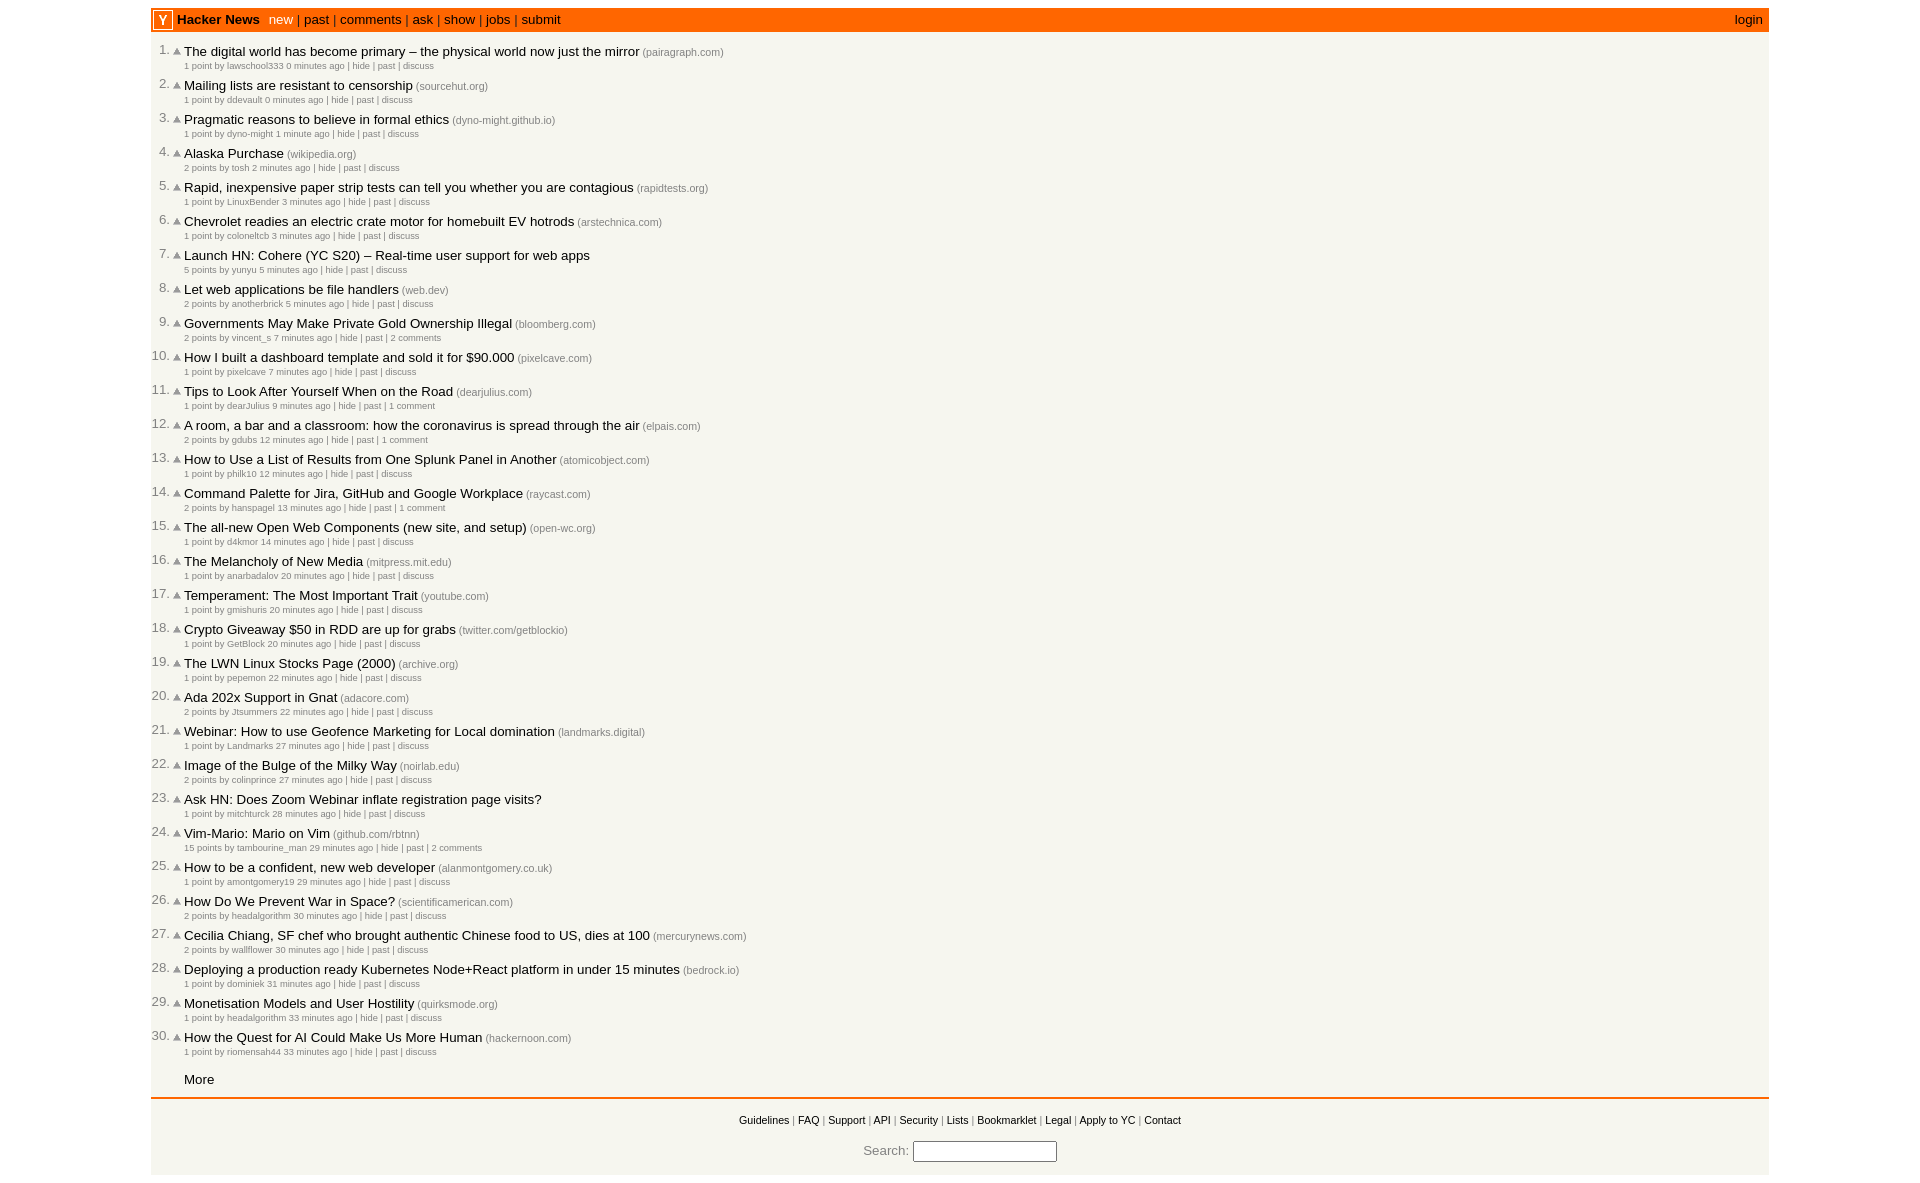 Y Hacker News new | past | comments | ask | show | jobs | submit login
1. The digital world has become primary – the physical world now just the mirror (pairagraph.com)
1 point by lawschool333 0 minutes ago | hide | past | discuss
2. Mailing lists are resistant to censorship (sourcehut.org)
1 point by ddevault 0 minutes ago | hide | past | discuss
3. Pragmatic reasons to believe in formal ethics (dyno-might.github.io)
1 point by dyno-might 1 minute ago | hide | past | discuss
4. Alaska Purchase (wikipedia.org)
2 points by tosh 2 minutes ago | hide | past | discuss
5. Rapid, inexpensive paper strip tests can tell you whether you are contagious (rapidtests.org)
1 point by LinuxBender 3 minutes ago | hide | past | discuss
6. Chevrolet readies an electric crate motor for homebuilt EV hotrods (arstechnica.com)
1 point by coloneltcb 3 minutes ago | hide | past | discuss
7. Launch HN: Cohere (YC S20) – Real-time user support for web apps
5 points by yunyu 5 minutes ago | hide | past | discuss
8. Let web applications be file handlers (web.dev)
2 points by anotherbrick 5 minutes ago | hide | past | discuss
9. Governments May Make Private Gold Ownership Illegal (bloomberg.com)
2 points by vincent_s 7 minutes ago | hide | past | 2 comments
10. How I built a dashboard template and sold it for $90.000 (pixelcave.com)
1 point by pixelcave 7 minutes ago | hide | past | discuss
11. Tips to Look After Yourself When on the Road (dearjulius.com)
1 point by dearJulius 9 minutes ago | hide | past | 1 comment
12. A room, a bar and a classroom: how the coronavirus is spread through the air (elpais.com)
2 points by gdubs 12 minutes ago | hide | past | 1 comment
13. How to Use a List of Results from One Splunk Panel in Another (atomicobject.com)
1 point by philk10 12 minutes ago | hide | past | discuss
14. Command Palette for Jira, GitHub and Google Workplace (raycast.com)
2 points by hanspagel 13 minutes ago | hide | past | 1 comment
15. The all-new Open Web Components (new site, and setup) (open-wc.org)
1 point by d4kmor 14 minutes ago | hide | past | discuss
16. The Melancholy of New Media (mitpress.mit.edu)
1 point by anarbadalov 20 minutes ago | hide | past | discuss
17. Temperament: The Most Important Trait (youtube.com)
1 point by gmishuris 20 minutes ago | hide | past | discuss
18. Crypto Giveaway $50 in RDD are up for grabs (twitter.com/getblockio)
1 point by GetBlock 20 minutes ago | hide | past | discuss
19. The LWN Linux Stocks Page (2000) (archive.org)
1 point by pepemon 22 minutes ago | hide | past | discuss
20. Ada 202x Support in Gnat (adacore.com)
2 points by Jtsummers 22 minutes ago | hide | past | discuss
21. Webinar: How to use Geofence Marketing for Local domination (landmarks.digital)
1 point by Landmarks 27 minutes ago | hide | past | discuss
22. Image of the Bulge of the Milky Way (noirlab.edu)
2 points by colinprince 27 minutes ago | hide | past | discuss
23. Ask HN: Does Zoom Webinar inflate registration page visits?
1 point by mitchturck 28 minutes ago | hide | past | discuss
24. Vim-Mario: Mario on Vim (github.com/rbtnn)
15 points by tambourine_man 29 minutes ago | hide | past | 2 comments
25. How to be a confident, new web developer (alanmontgomery.co.uk)
1 point by amontgomery19 29 minutes ago | hide | past | discuss
26. How Do We Prevent War in Space? (scientificamerican.com)
2 points by headalgorithm 30 minutes ago | hide | past | discuss
27. Cecilia Chiang, SF chef who brought authentic Chinese food to US, dies at 100 (mercurynews.com)
2 points by wallflower 30 minutes ago | hide | past | discuss
28. Deploying a production ready Kubernetes Node+React platform in under 15 minutes (bedrock.io)
1 point by dominiek 31 minutes ago | hide | past | discuss
29. Monetisation Models and User Hostility (quirksmode.org)
1 point by headalgorithm 33 minutes ago | hide | past | discuss
30. How the Quest for AI Could Make Us More Human (hackernoon.com)
1 point by riomensah44 33 minutes ago | hide | past | discuss
More
Guidelines | FAQ | Support | API | Security | Lists | Bookmarklet | Legal | Apply to YC | Contact
Search: